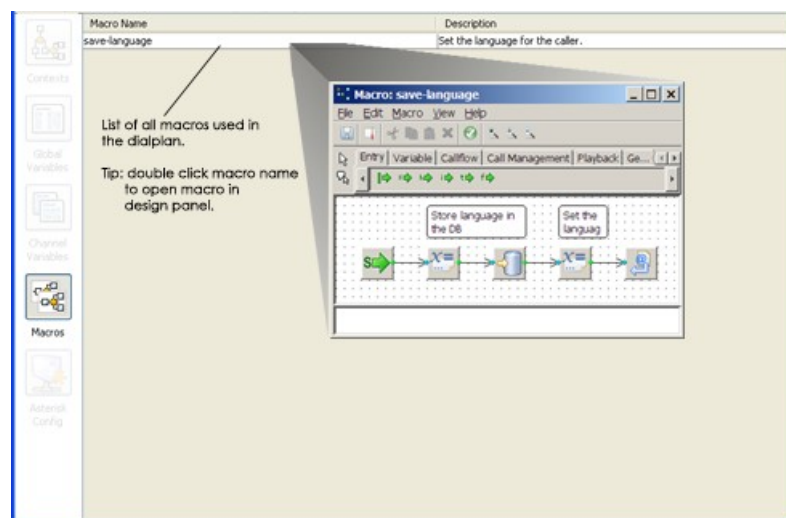 Macro Name
Description
save-language
Set the language for the caller.
Contexts
Global
Variables
Channel
Variables
Macros
Asterisk
Config
List of all macros used in
the dialplan.
Tip: double click macro name
to open macro in
design panel.
Macro: save-language
File Edit Macro View Help
Entry Variable Callflow Call Management Playback Ge...
Store language in
the DB
Set the
languag
S